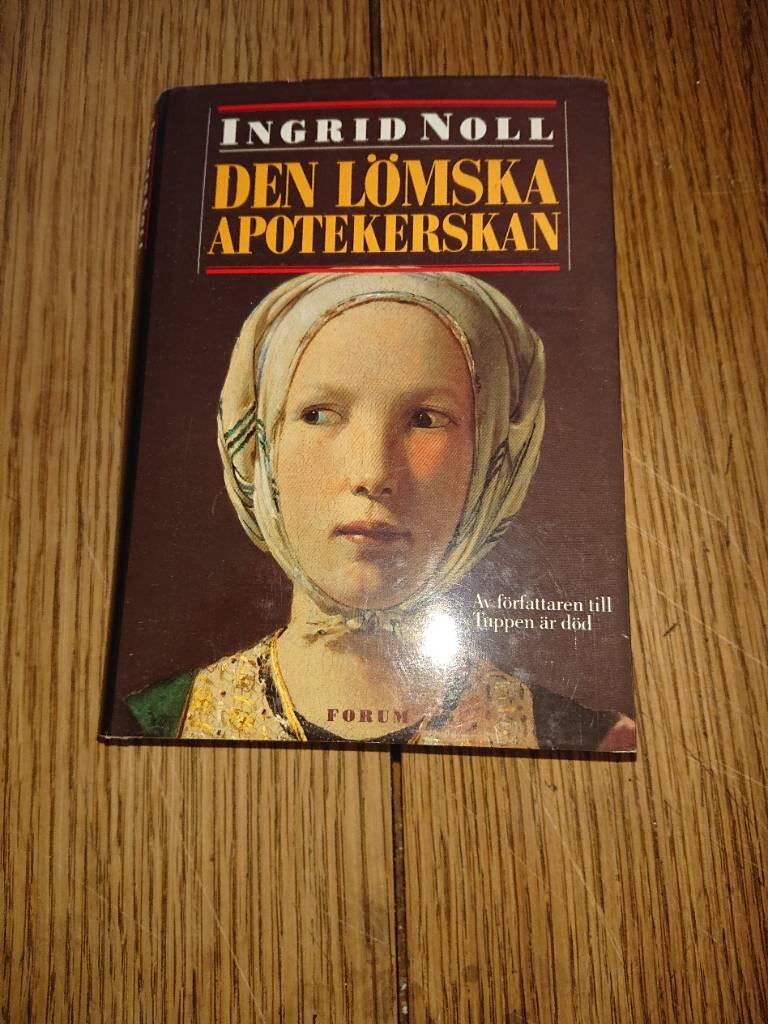 INGRID NOLL
DEN LÖMSKA
APOTEKERSKAN
Av författaren till
Tuppen är död
FORUM